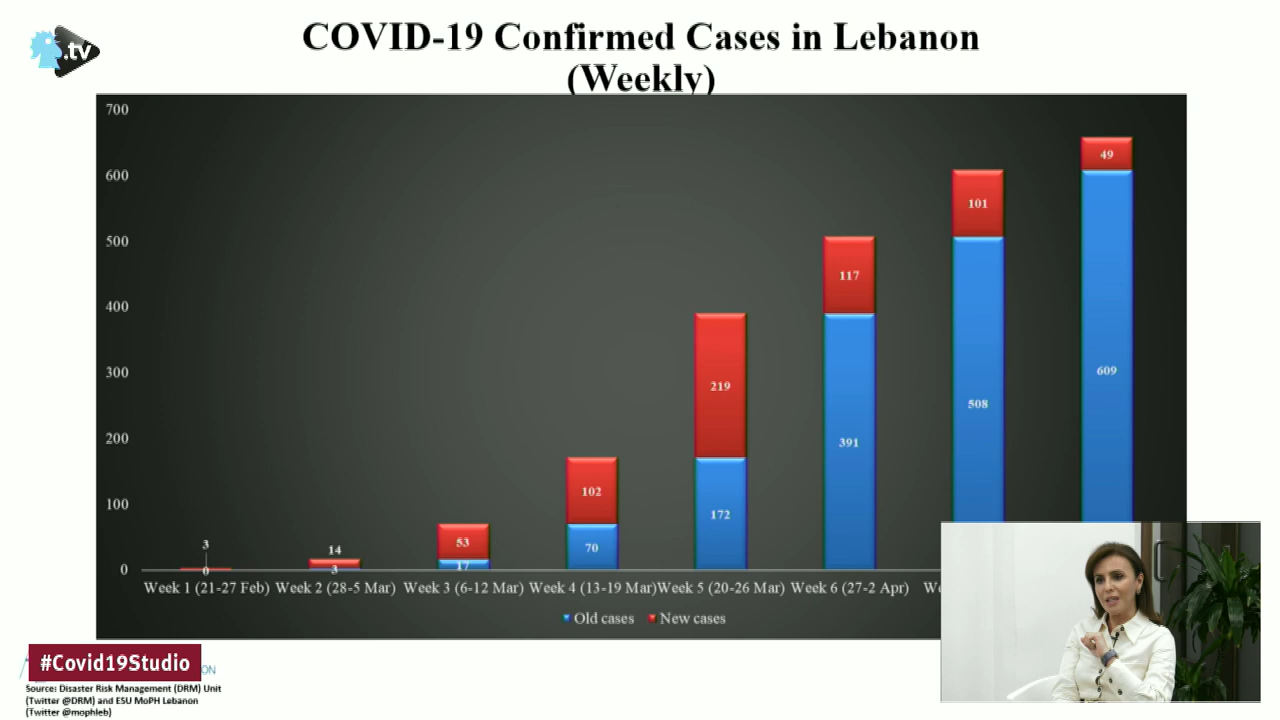 .tv
COVID-19 Confirmed Cases in Lebanon
(Weekly)
700
600
500
400
300
200
100
0
3
0
14
3
53
17
102
70
219
172
117
391
101
508
49
609
Week 1 (21-27 Feb) Week 2 (28-5 Mar) Week 3 (6-12 Mar) Week 4 (13-19 Mar) Week 5 (20-26 Mar) Week 6 (27-2 Apr)
Old cases New cases
#Covid19Studio
ON
Source: Disaster Risk Management (DRM) Unit
(Twitter @DRM) and ESU MoPH Lebanon
(Twitter @mophleb)